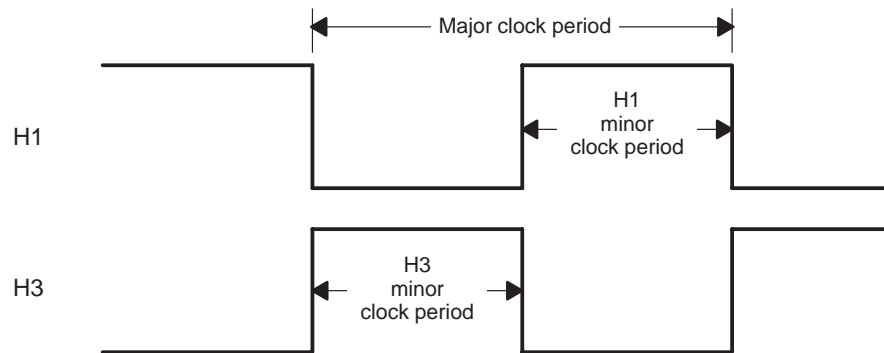 Major clock period
H1
H1
minor
clock period
H3
H3
minor
clock period